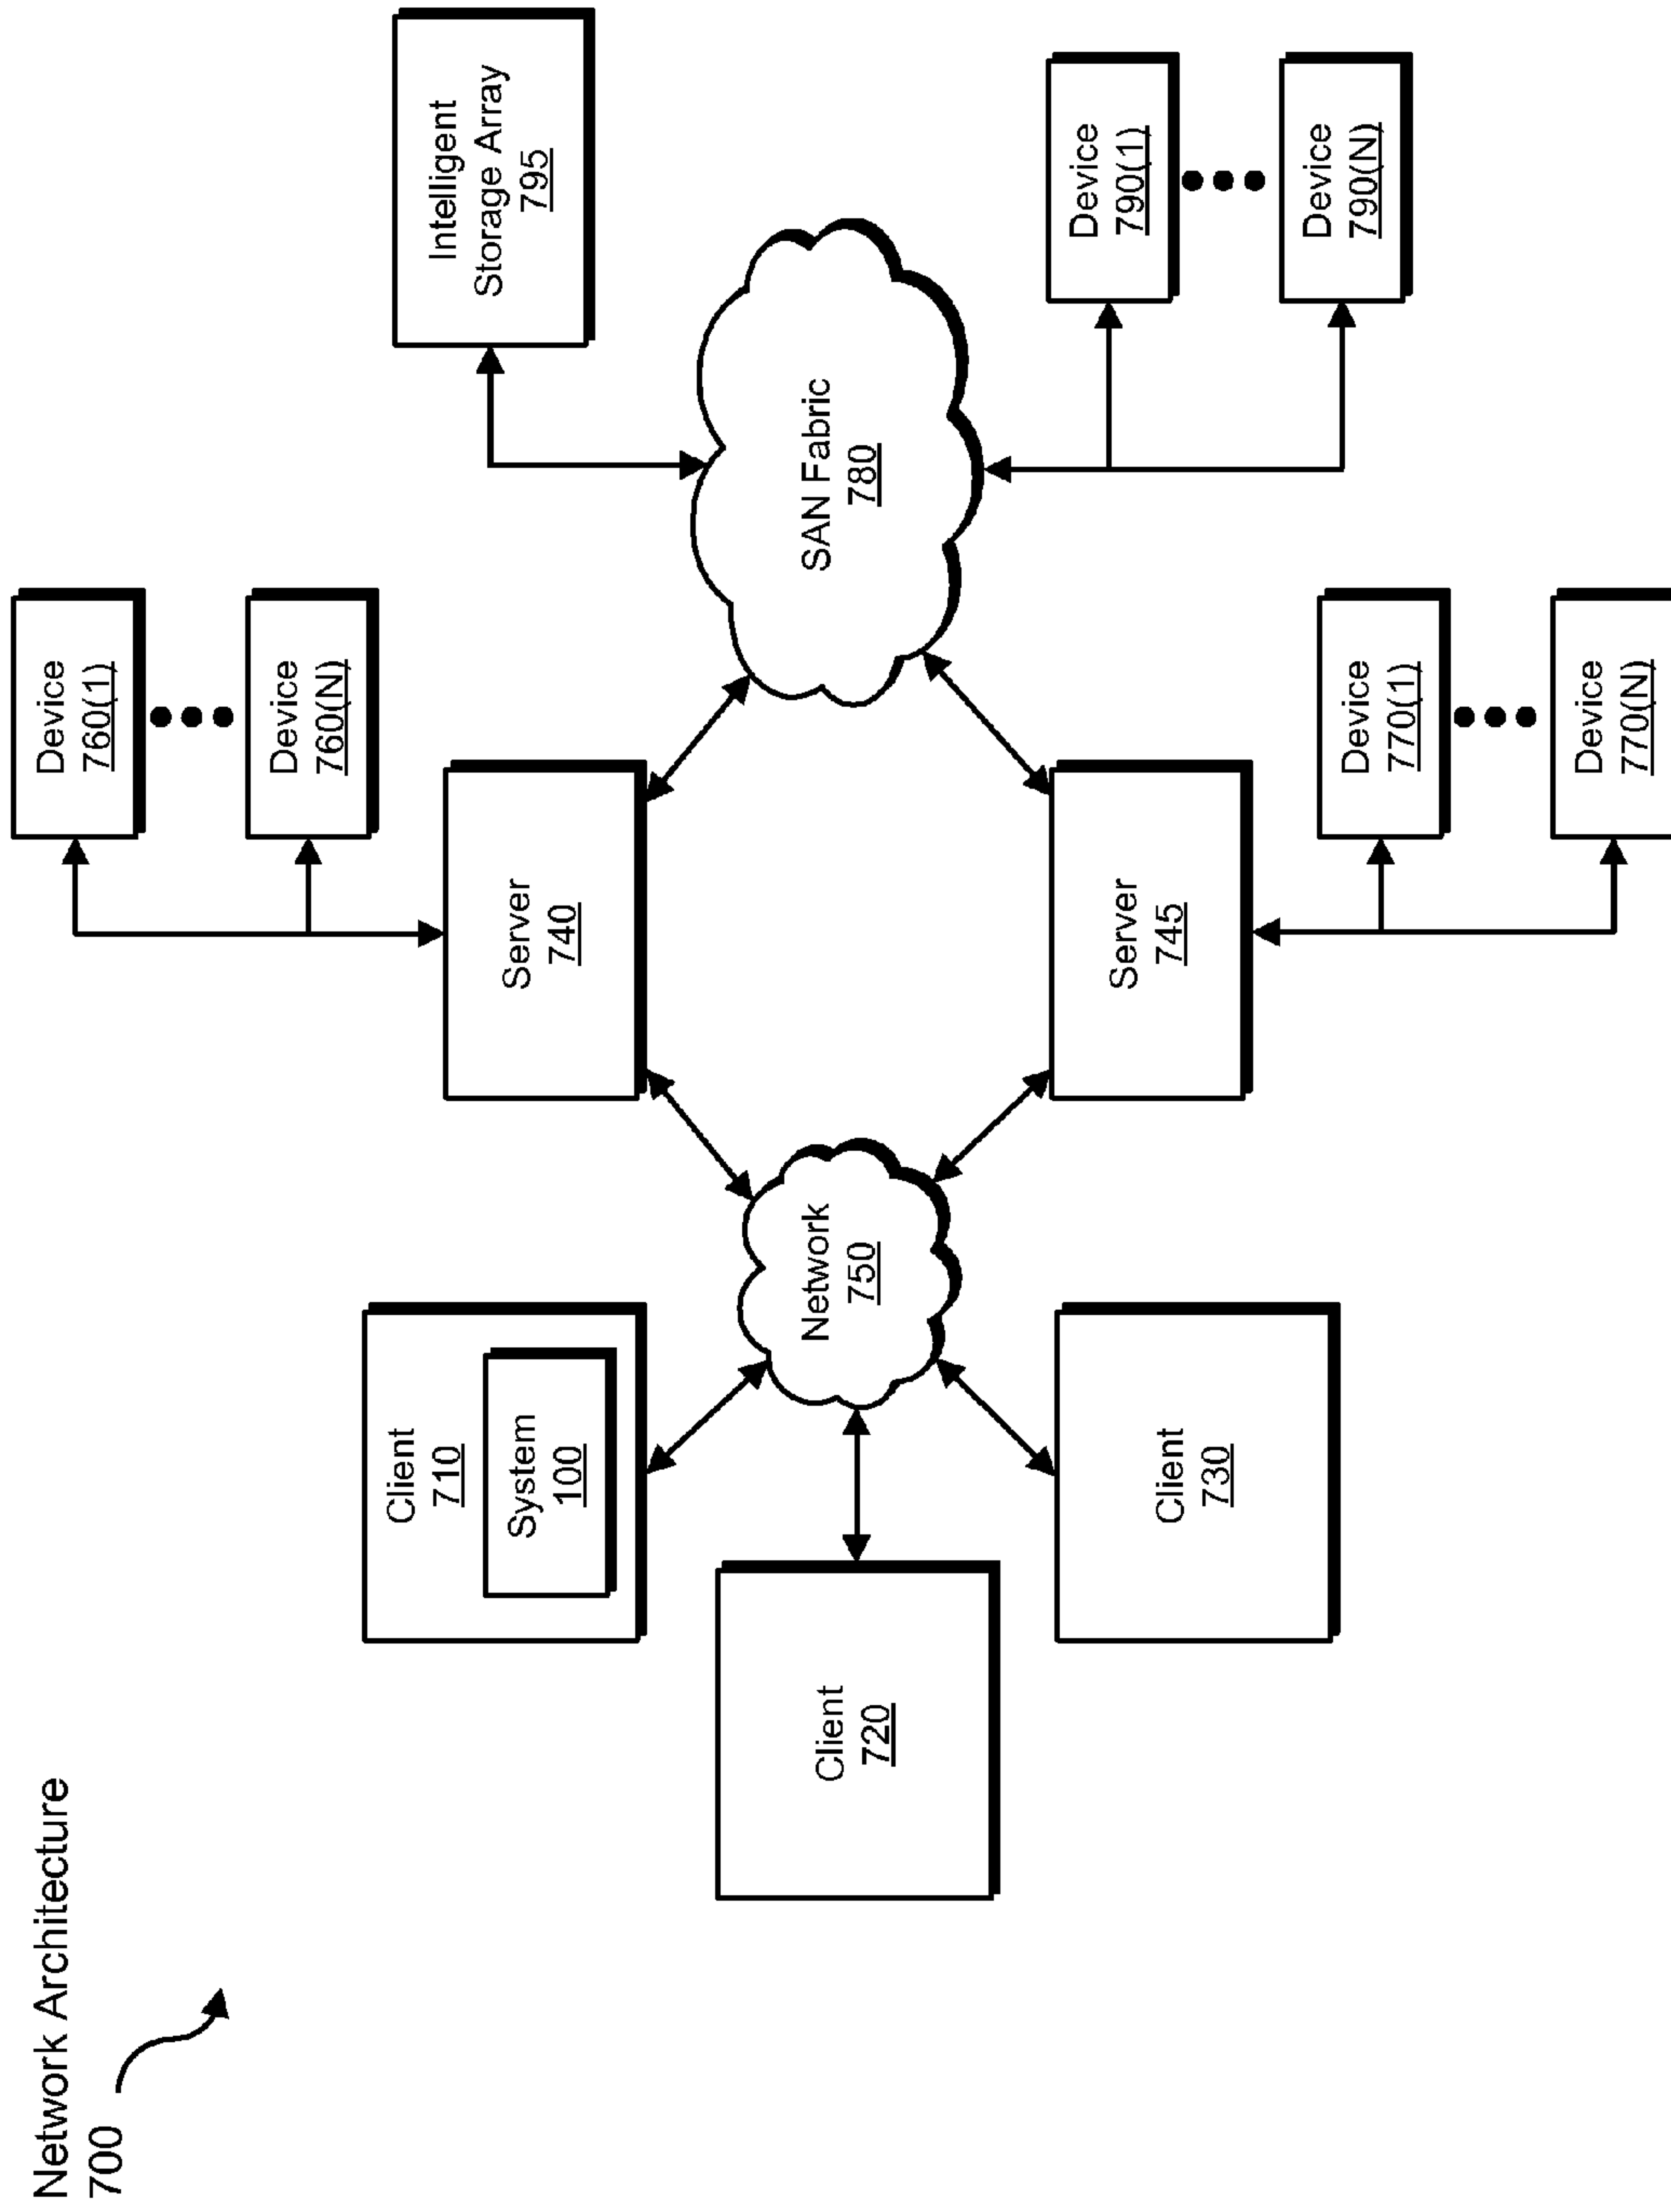 Network Architecture
700
Device
760(1)
Device
760(N)
Intelligent
Storage Array
795
Client
710
System
100
Server
740
Client
720
Network
750
SAN Fabric
780
Client
730
Server
745
Device
790(1)
Device
790(N)
Device
770(1)
Device
770(N)